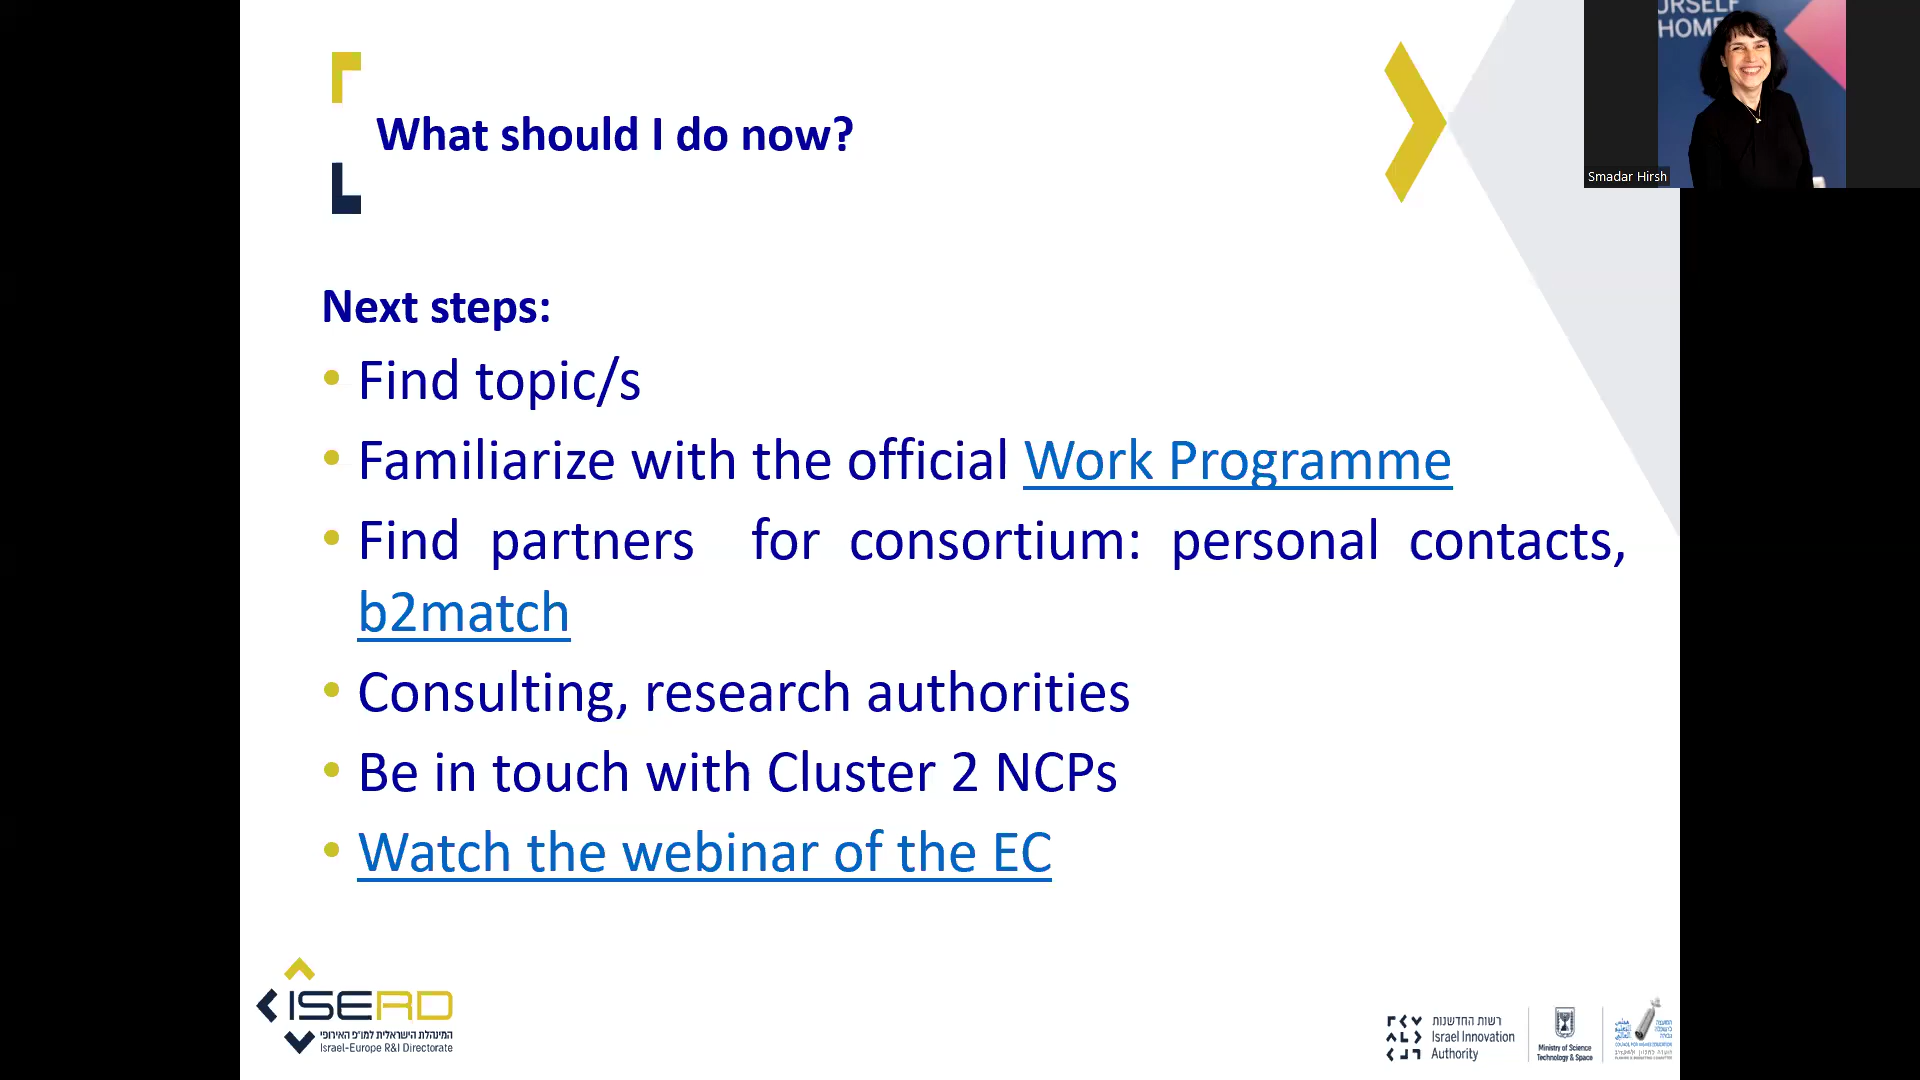 URSELF
HOME
Smadar Hirsh
What should I do now?
Next steps:
• Find topic/s
• Familiarize with the official Work Programme
• Find partners for consortium: personal contacts,
b2match
• Consulting, research authorities
• Be in touch with Cluster 2 NCPs
• Watch the webinar of the EC
ISERD
המינהלת הישראלית למו״פ האירופי
Israel-Europe R&I Directorate
רשות החדשנות
Israel Innovation
Authority
Ministry of Science
Technology & Space